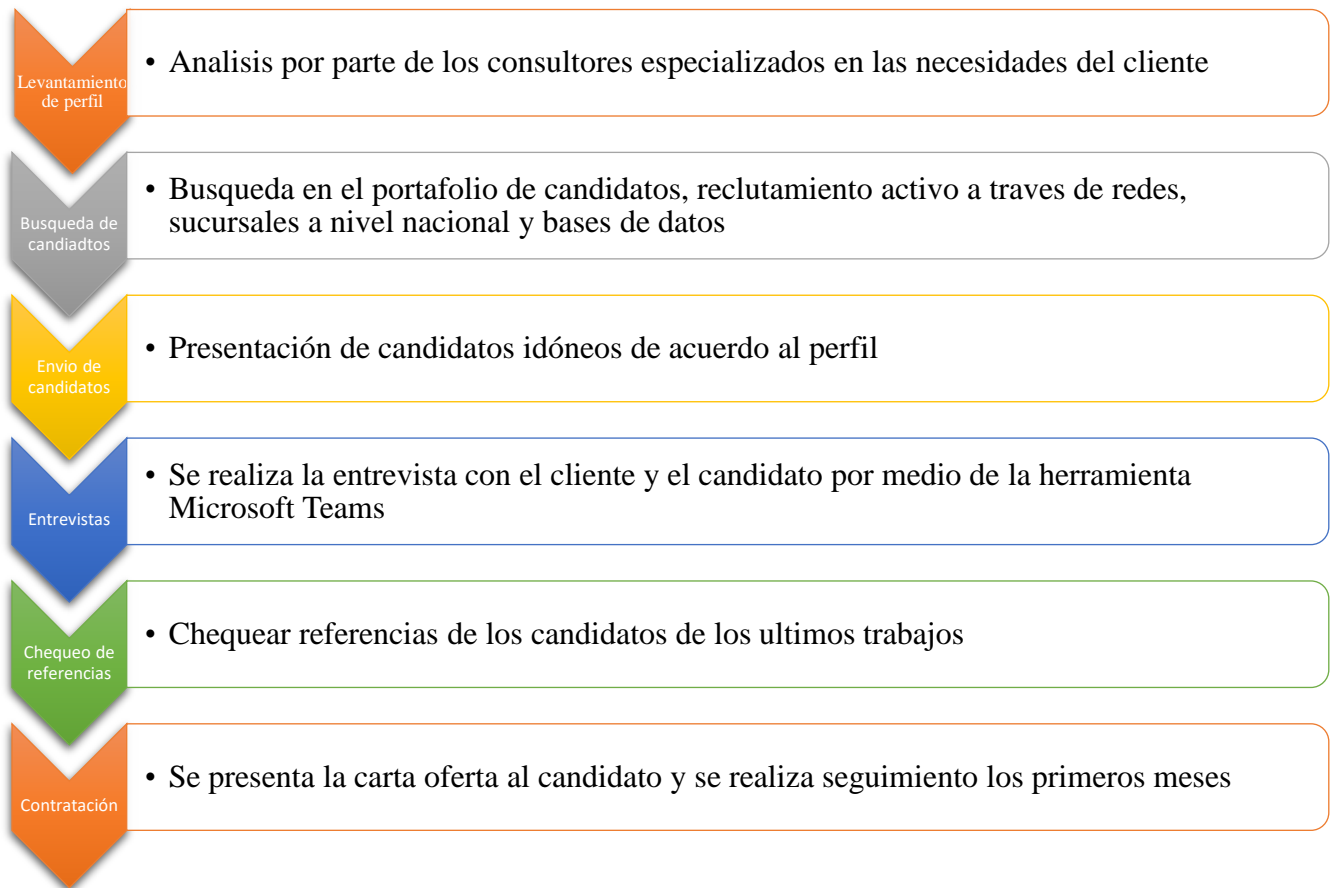 Levantamiento
de perfil
• Analisis por parte de los consultores especializados en las necesidades del cliente
Busqueda de
candiadtos
• Busqueda en el portafolio de candidatos, reclutamiento activo a traves de redes,
sucursales a nivel nacional y bases de datos
Envio de
candidatos
• Presentación de candidatos idóneos de acuerdo al perfil
Entrevistas
• Se realiza la entrevista con el cliente y el candidato por medio de la herramienta
Microsoft Teams
Chequeo de
referencias
• Chequear referencias de los candidatos de los ultimos trabajos
Contratación
• Se presenta la carta oferta al candidato y se realiza seguimiento los primeros meses